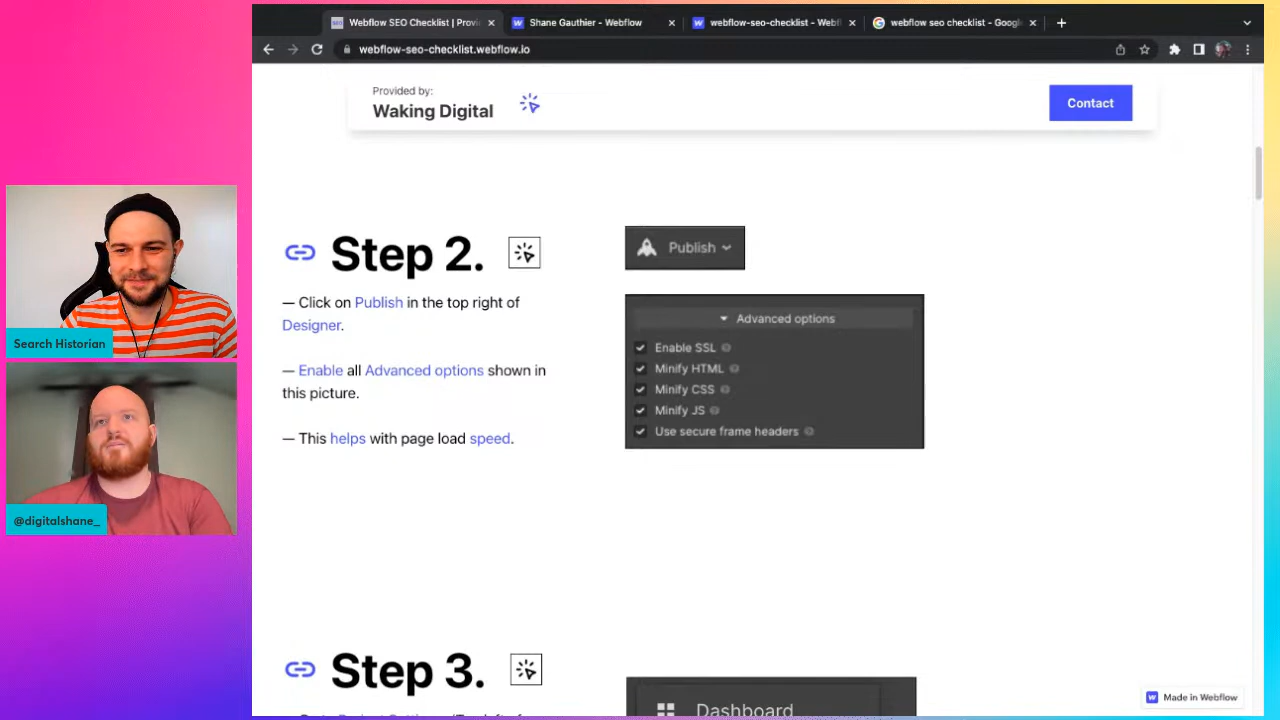 Webflow SEO Checklist | Provi
Shane Gauthier - Webflow
webflow-seo-checklist - Webf
webflow seo checklist - Googl
webflow-seo-checklist.webflow.io
Provided by:
Waking Digital
Contact
Step 2.
— Click on Publish in the top right of
Designer.
— Enable all Advanced options shown in
this picture.
— This helps with page load speed.
Publish
Advanced options
Enable SSL
Minify HTML
Minify CSS
Minify JS
Use secure frame headers
Search Historian
@digitalshane_
Step 3.
Dashboard
Made in Webflow